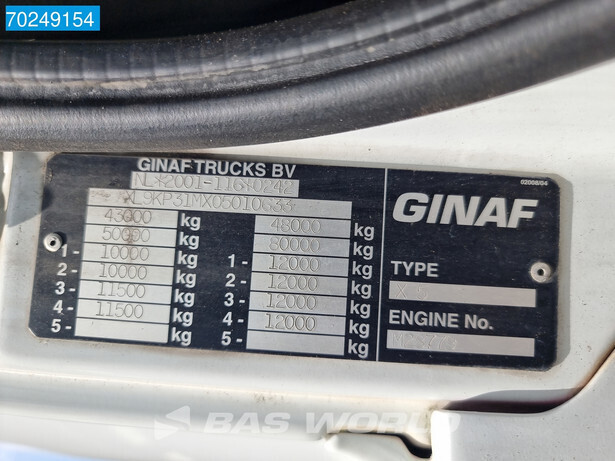 70249154
GINAF TRUCKS BV
NL*2001-116*0242
43000 kg 48000 kg
50000 kg 80000 kg
1- 10000 kg 1- 12000 kg
2- 10000 kg 2- 12000 kg
3- 11500 kg 3- 12000 kg
4- 11500 kg 4- 12000 kg
5- kg 5- kg
02008/04
GINAF
TYPE
ENGINE No.
BAS WORLD